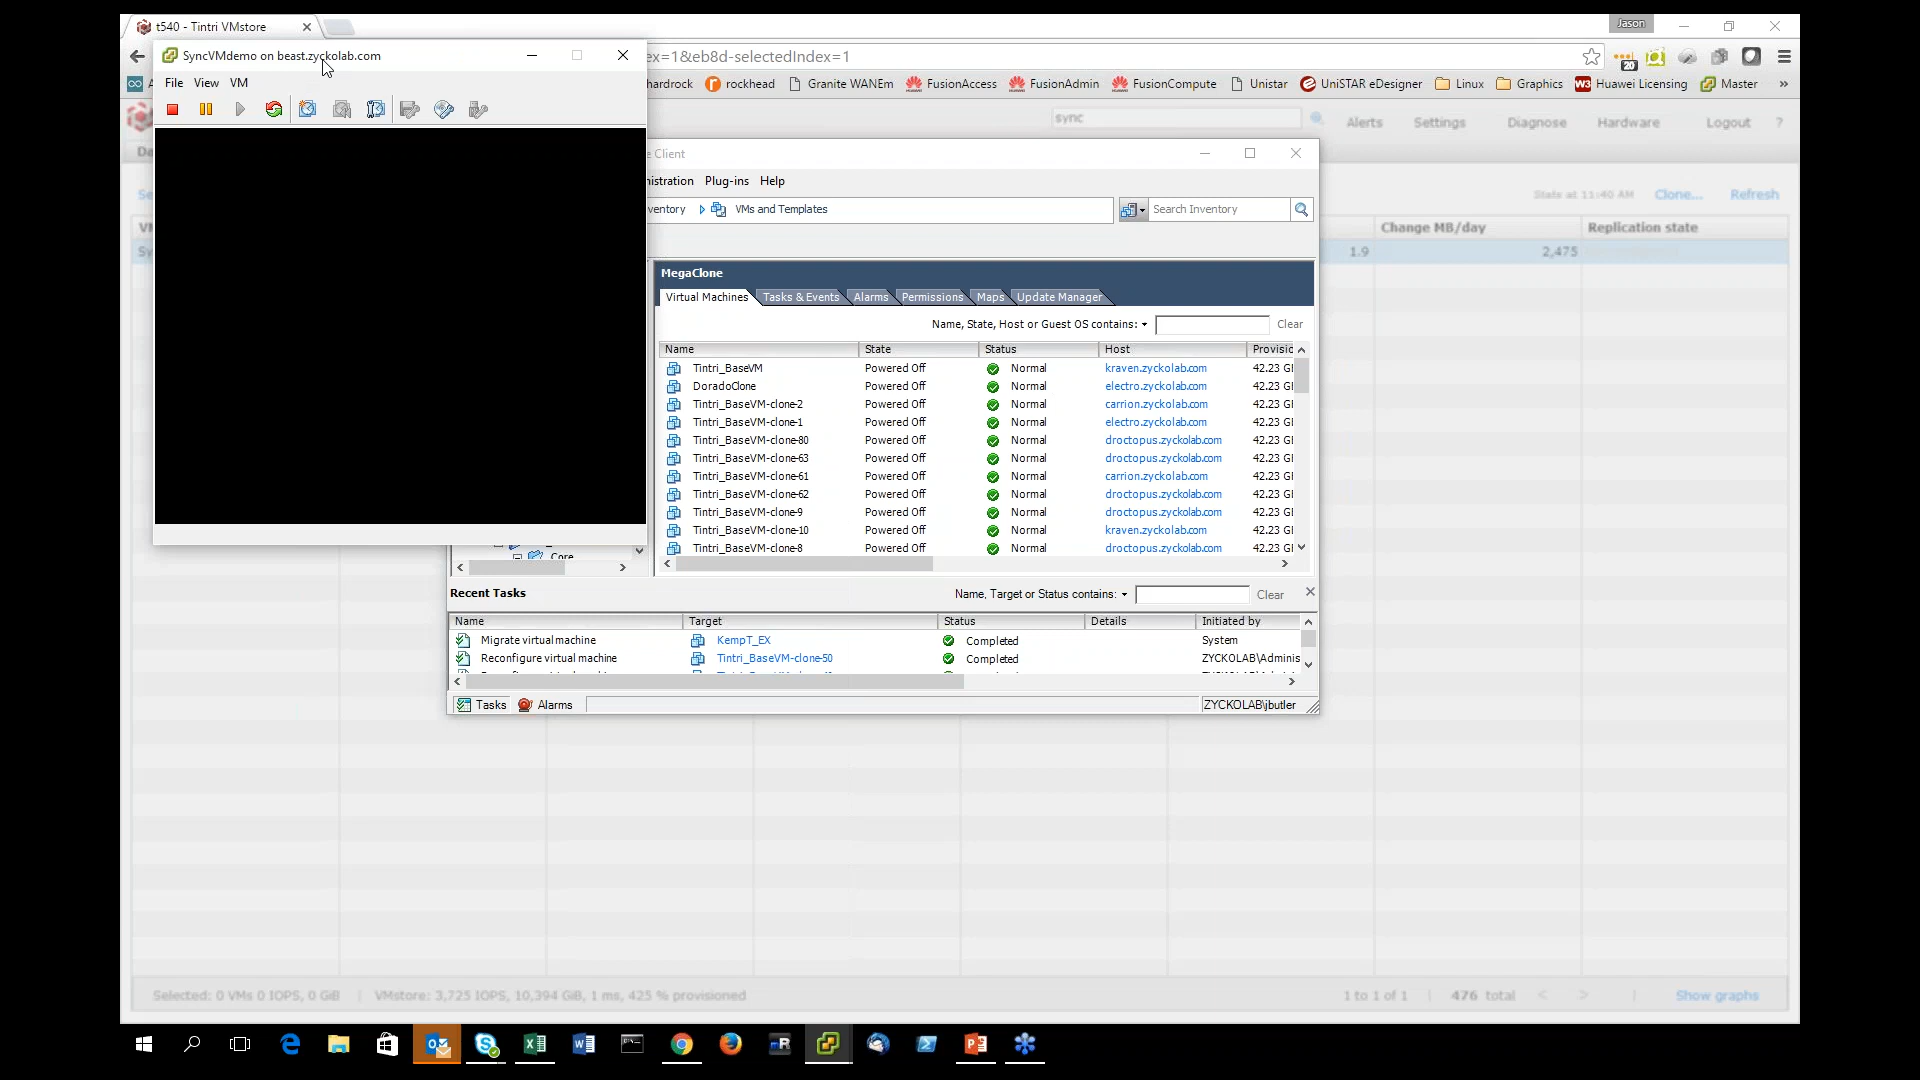 t540 - Tintri VMstore
Jason
SyncVMdemo on beast.zyckolab.com
ex=1&eb8d-selectedIndex=1
20
File View VM
hardrock rockhead Granite WANEm FusionAccess FusionAdmin FusionCompute Unistar UniSTAR eDesigner Linux Graphics Huawei Licensing Master »
sync
Alerts Settings Diagnose Hardware Logout ?
e Client
nistration Plug-ins Help
Stats at 11:40 AM Clone... Refresh
ventory VMs and Templates Search Inventory
Change MB/day Replication state
1.9 2,475
MegaClone
Virtual Machines Tasks & Events Alarms Permissions Maps Update Manager
Name, State, Host or Guest OS contains: Clear
Name State Status Host Provisic
Tintri_BaseVM Powered Off Normal kraven.zyckolab.com 42.23 GI
DoradoClone Powered Off Normal electro.zyckolab.com 42.23 GI
Tintri_BaseVM-clone-2 Powered Off Normal carrion.zyckolab.com 42.23 GI
Tintri_BaseVM-clone-1 Powered Off Normal electro.zyckolab.com 42.23 GI
Tintri_BaseVM-clone-80 Powered Off Normal droctopus.zyckolab.com 42.23 GI
Tintri_BaseVM-clone-63 Powered Off Normal droctopus.zyckolab.com 42.23 GI
Tintri_BaseVM-clone-61 Powered Off Normal carrion.zyckolab.com 42.23 GI
Tintri_BaseVM-clone-62 Powered Off Normal droctopus.zyckolab.com 42.23 GI
Tintri_BaseVM-clone-9 Powered Off Normal droctopus.zyckolab.com 42.23 GI
Tintri_BaseVM-clone-10 Powered Off Normal kraven.zyckolab.com 42.23 GI
Tintri_BaseVM-clone-8 Powered Off Normal droctopus.zyckolab.com 42.23 GI
Core
Recent Tasks Name, Target or Status contains: Clear
Name Target Status Details Initiated by
Migrate virtual machine KempT_EX Completed System
Reconfigure virtual machine Tintri_BaseVM-clone-50 Completed ZYCKOLAB\Adminis
Tasks Alarms ZYCKOLAB\jbutler
Selected: 0 VMs 0 IOPS, 0 GiB | VMstore: 3,725 IOPS, 10,394 GiB, 1 ms, 425 % provisioned 1 to 1 of 1 | 476 total < > | Show graphs